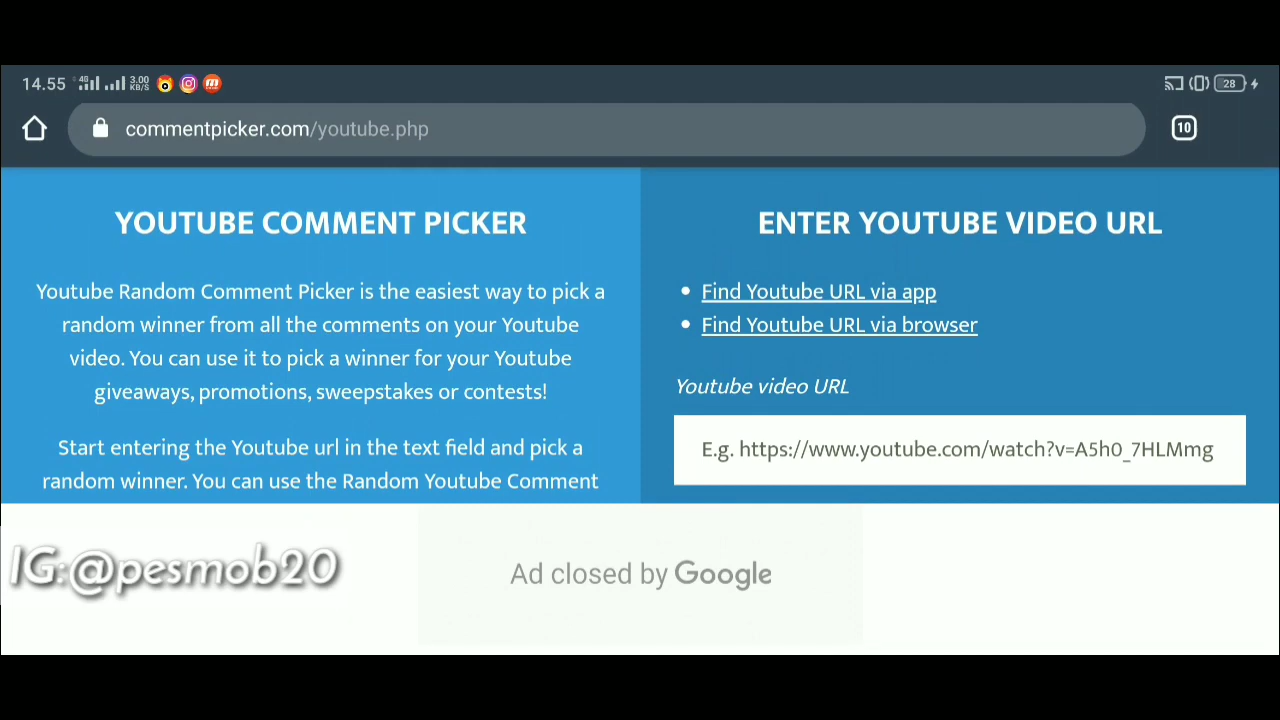 14.55 4G 3.00 KB/S 28
commentpicker.com/youtube.php 10
YOUTUBE COMMENT PICKER
Youtube Random Comment Picker is the easiest way to pick a
random winner from all the comments on your Youtube
video. You can use it to pick a winner for your Youtube
giveaways, promotions, sweepstakes or contests!
Start entering the Youtube url in the text field and pick a
random winner. You can use the Random Youtube Comment
ENTER YOUTUBE VIDEO URL
Find Youtube URL via app
Find Youtube URL via browser
Youtube video URL
E.g. https://www.youtube.com/watch?v=A5h0_7HLMmg
IG:@pesmob20
Ad closed by Google